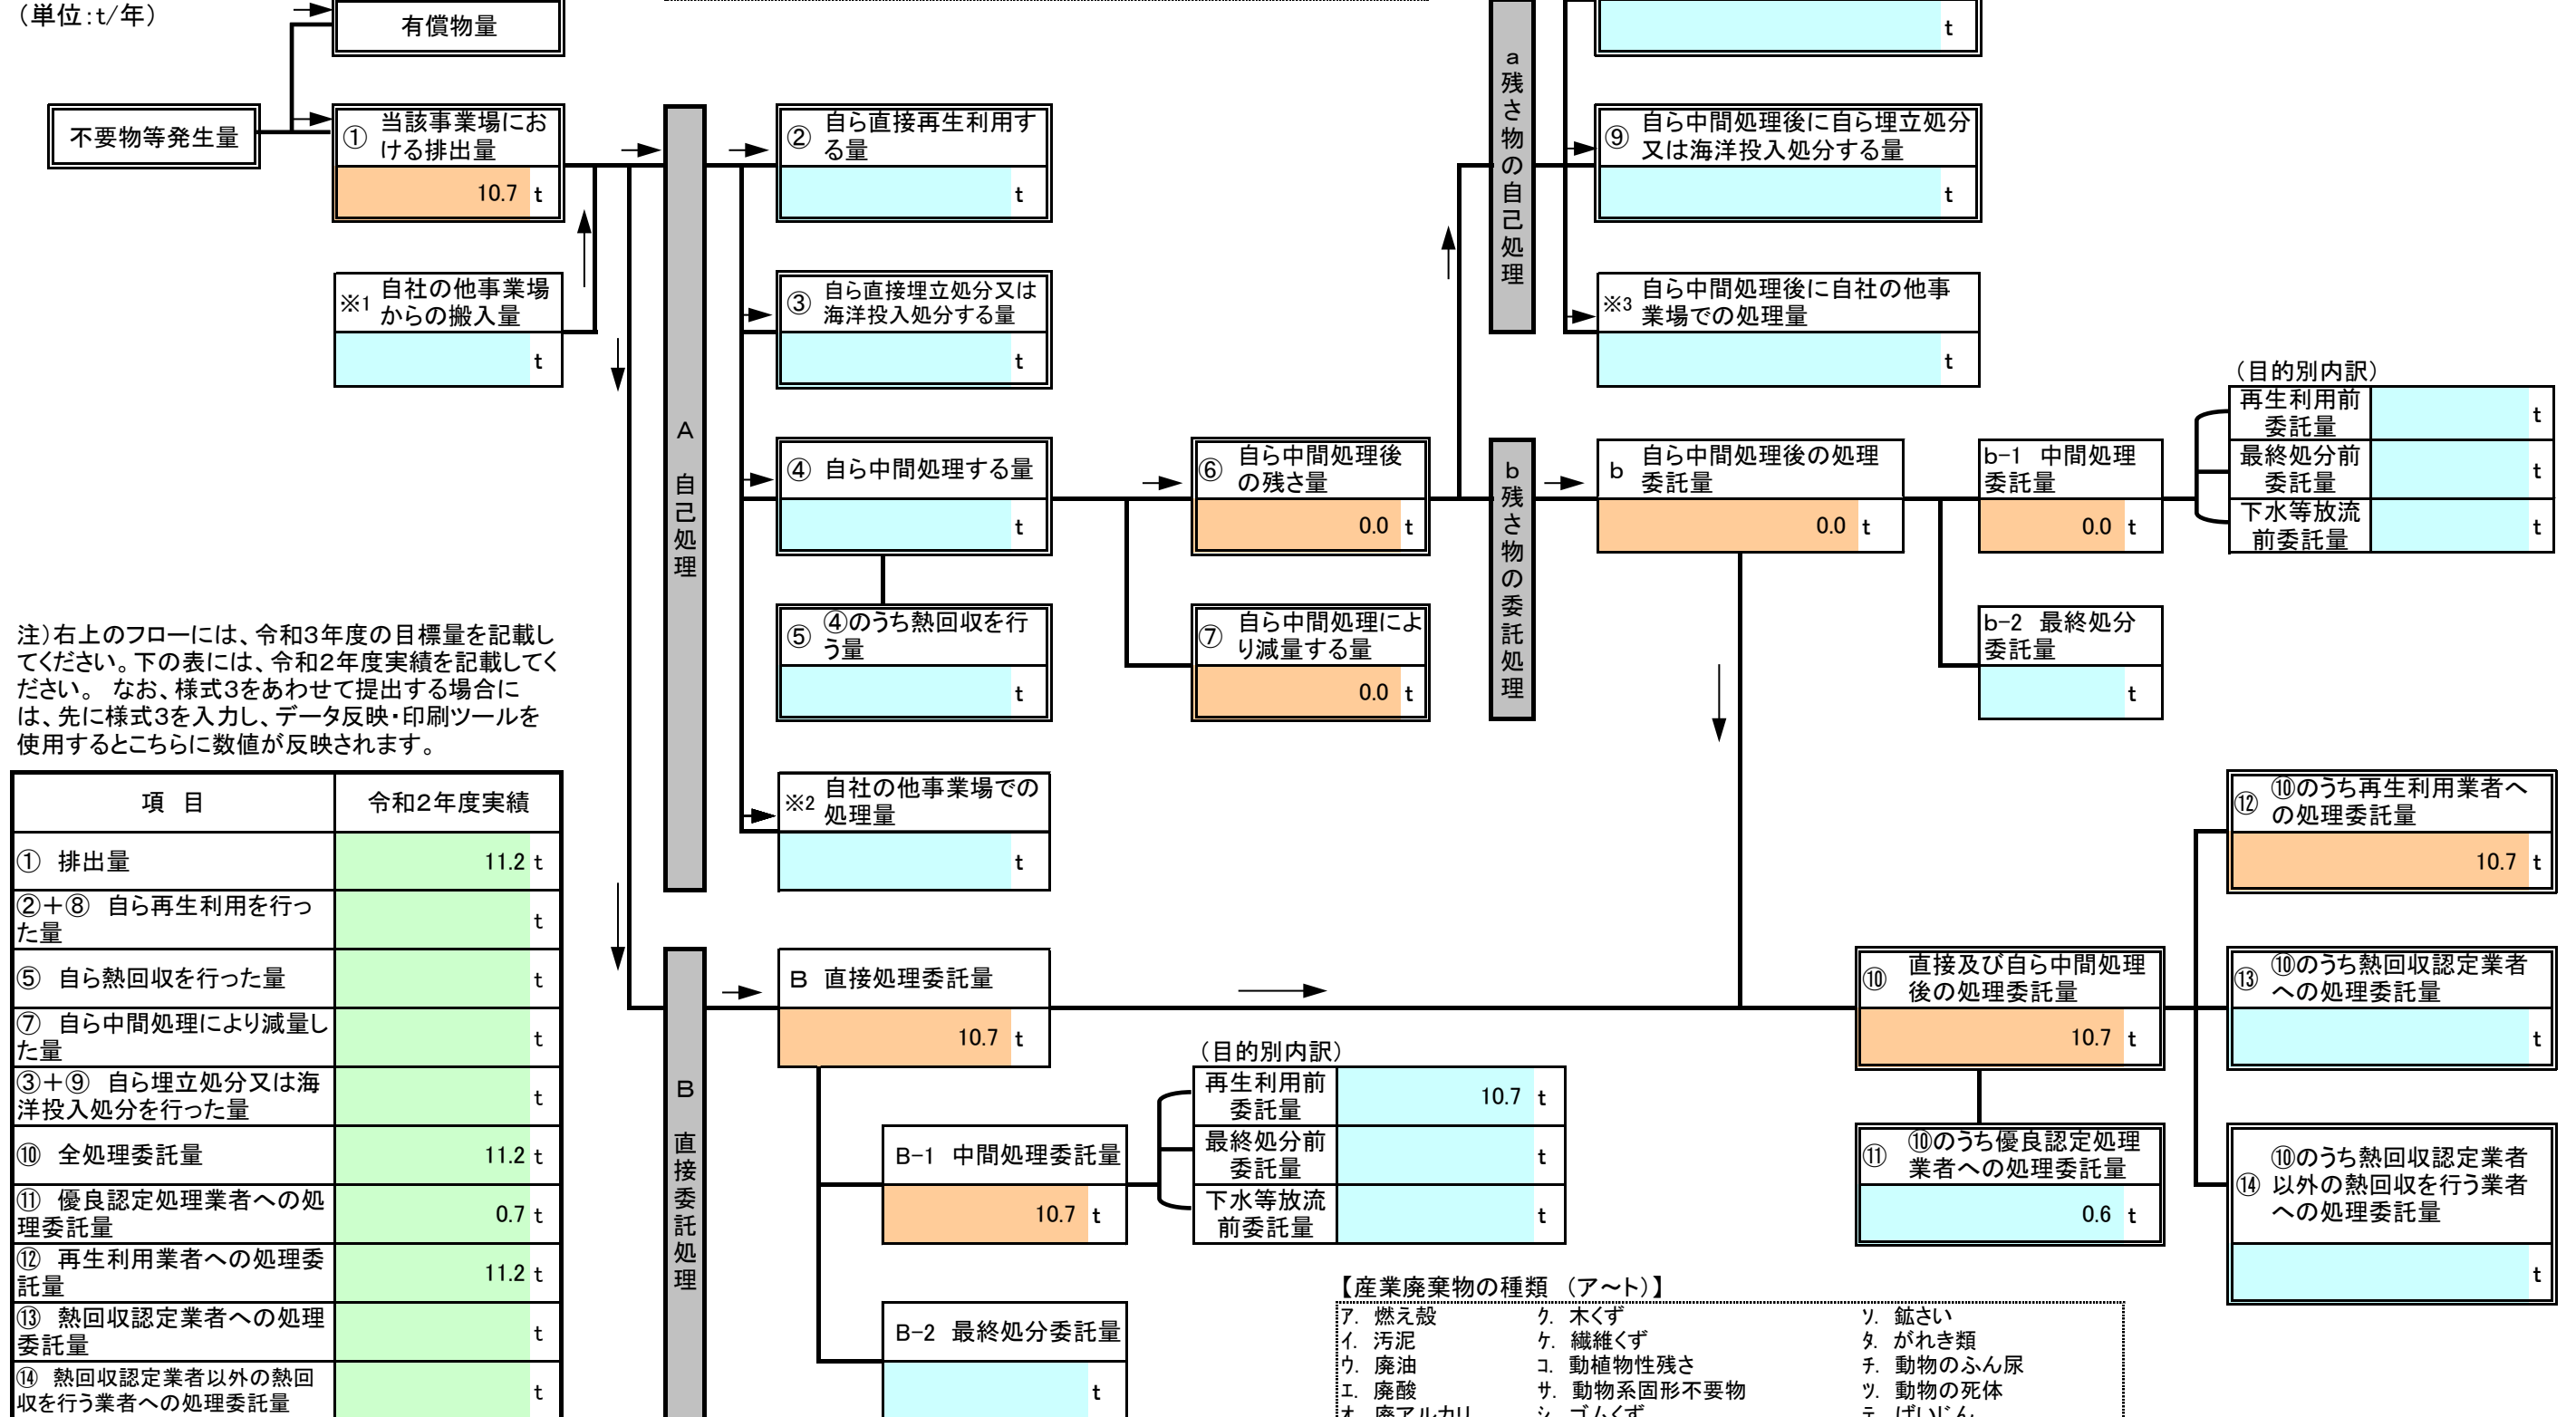 （単位：t/年）
有償物量
t
不要物等発生量
① 当該事業場にお
ける排出量
10.7 t
※1 自社の他事業場
からの搬入量
t
A 自己処理
② 自ら直接再生利用す
る量
t
③ 自ら直接埋立処分又は
海洋投入処分する量
t
④ 自ら中間処理する量
t
⑤ ④のうち熱回収を行
う量
t
※2 自社の他事業場での
処理量
t
⑥ 自ら中間処理後
の残さ量
0.0 t
⑦ 自ら中間処理によ
り減量する量
0.0 t
a 残さ物の自己処理
⑨ 自ら中間処理後に自ら埋立処分
又は海洋投入処分する量
t
※3 自ら中間処理後に自社の他事
業場での処理量
t
b 残さ物の委託処理
b 自ら中間処理後の処理
委託量
0.0 t
b-1 中間処理
委託量
0.0 t
（目的別内訳）
再生利用前
委託量 t
最終処分前
委託量 t
下水等放流
前委託量 t
b-2 最終処分
委託量
t
注）右上のフローには、令和３年度の目標量を記載し
てください。下の表には、令和２年度実績を記載してく
ださい。 なお、様式３をあわせて提出する場合に
は、先に様式３を入力し、データ反映・印刷ツールを
使用するとこちらに数値が反映されます。
項 目 令和２年度実績
① 排出量 11.2 t
②＋⑧ 自ら再生利用を行っ
た量 t
⑤ 自ら熱回収を行った量 t
⑦ 自ら中間処理により減量し
た量 t
③＋⑨ 自ら埋立処分又は海
洋投入処分を行った量 t
⑩ 全処理委託量 11.2 t
⑪ 優良認定処理業者への処
理委託量 0.7 t
⑫ 再生利用業者への処理委
託量 11.2 t
⑬ 熱回収認定業者への処理
委託量 t
⑭ 熱回収認定業者以外の熱回
収を行う業者への処理委託量 t
B 直接委託処理
B 直接処理委託量
10.7 t
（目的別内訳）
再生利用前
委託量 10.7 t
最終処分前
委託量 t
下水等放流
前委託量 t
B-1 中間処理委託量
10.7 t
B-2 最終処分委託量
t
⑩ 直接及び自ら中間処理
後の処理委託量
10.7 t
⑪ ⑩のうち優良認定処理
業者への処理委託量
0.6 t
⑫ ⑩のうち再生利用業者へ
の処理委託量
10.7 t
⑬ ⑩のうち熱回収認定業者
への処理委託量
t
⑭ ⑩のうち熱回収認定業者
以外の熱回収を行う業者
への処理委託量
t
【産業廃棄物の種類 （ア～ト）】
ア. 燃え殻 ク. 木くず ソ. 鉱さい
イ. 汚泥 ケ. 繊維くず タ. がれき類
ウ. 廃油 コ. 動植物性残さ チ. 動物のふん尿
エ. 廃酸 サ. 動物系固形不要物 ツ. 動物の死体
オ. 廃アルカリ シ. ゴムくず テ. ばいじん